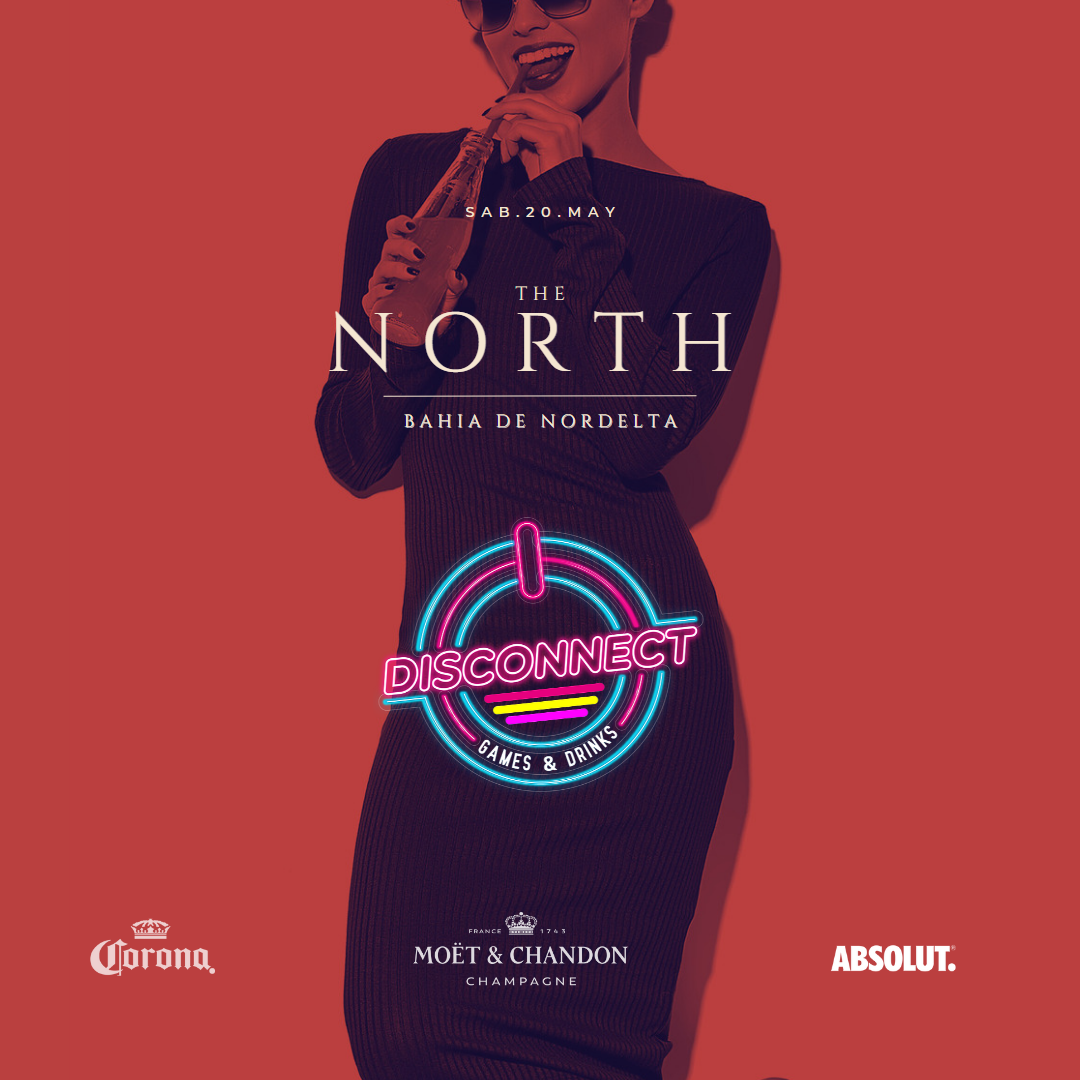 SAB.20.MAY
THE
NORTH
BAHIA DE NORDELTA
DISCONNECT
GAMES & DRINKS
Corona.
FRANCE 1743
MOËT & CHANDON
CHAMPAGNE
ABSOLUT.